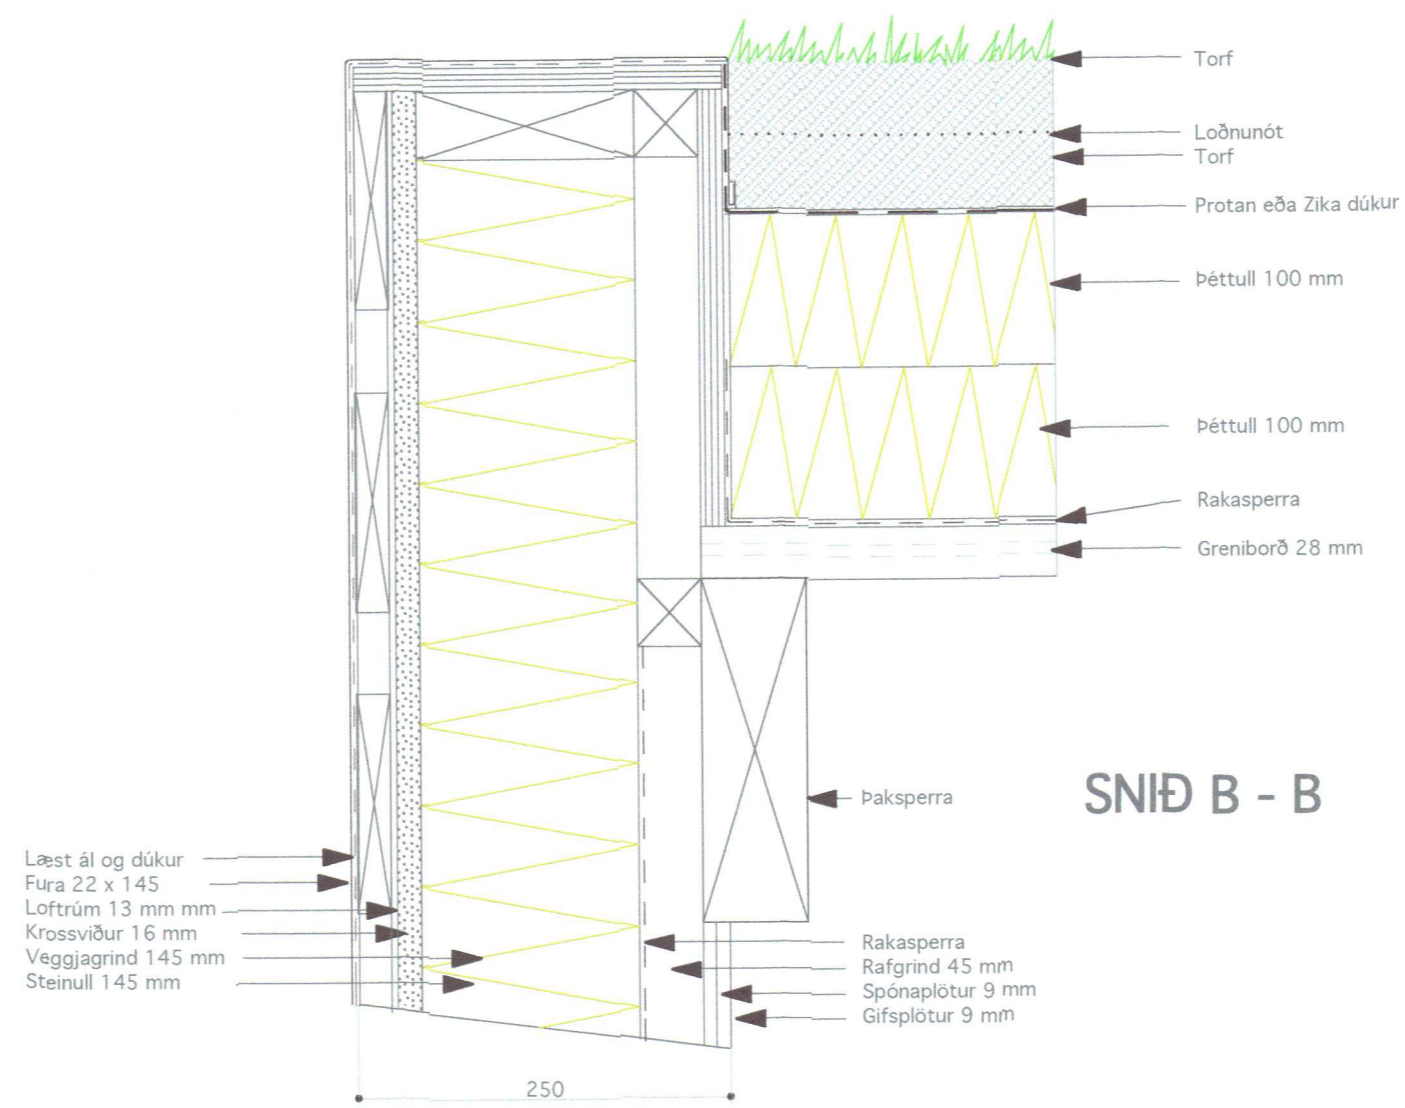 Torf
Loðnunót
Torf
Protan eða Zika dúkur
Þéttull 100 mm
Þéttull 100 mm
Rakasperra
Greniborð 28 mm
Þaksperra
SNIÐ B - B
Læst ál og dúkur
Fura 22 x 145
Loftrúm 13 mm mm
Krossviður 16 mm
Veggjagrind 145 mm
Steinull 145 mm
Rakasperra
Rafgrind 45 mm
Spónaplötur 9 mm
Gifsplötur 9 mm
250